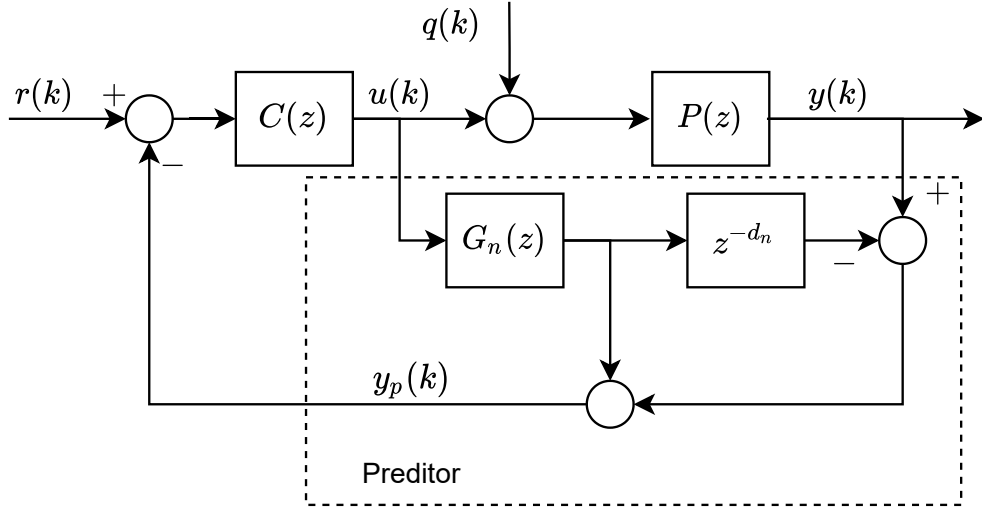 q(k)
r(k) + C(z) u(k) P(z) y(k)
−
+
G_n(z) z^{-d_n}
−
y_p(k)
Preditor